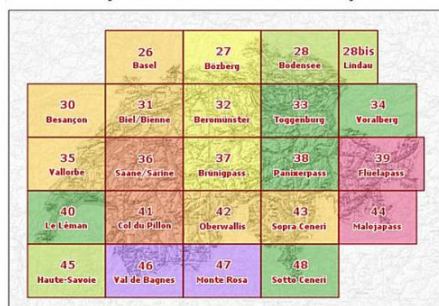 26
Basel
27
Bözberg
28
Bodensee
28bis
Lindau
30
Besançon
31
Biel/Bienne
32
Beromünster
33
Toggenburg
34
Voralberg
35
Vallorbe
36
Saane/Sarine
37
Brünigpass
38
Panixerpass
39
Fluelapass
40
Le Léman
41
Col du Pillon
42
Oberwallis
43
Sopra Ceneri
44
Malojapass
45
Haute-Savoie
46
Val de Bagnes
47
Monte Rosa
48
Sotto Ceneri